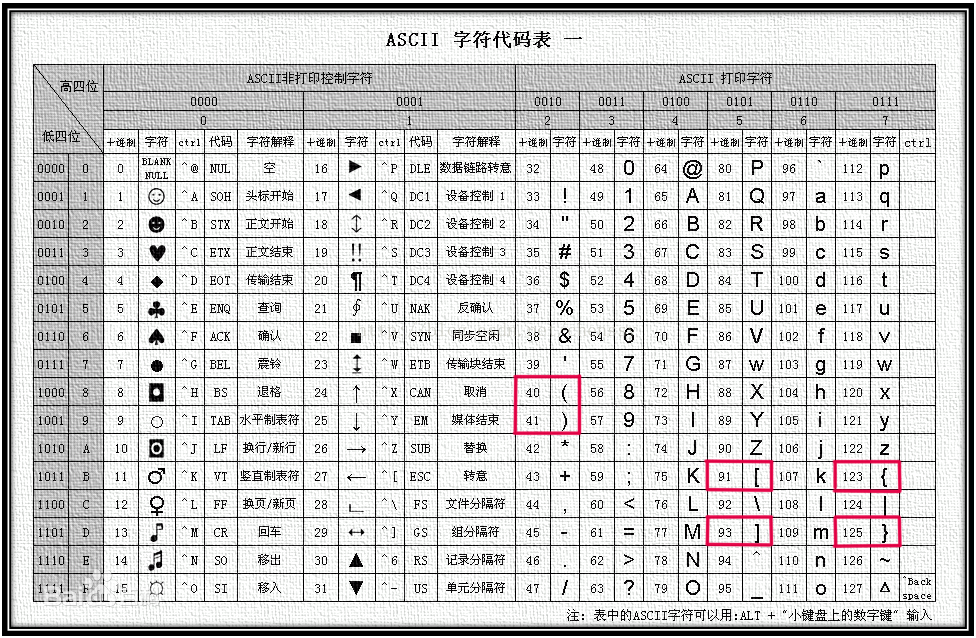 ASCII 字符代码表 一
高四位
低四位
ASCII非打印控制字符 ASCII 打印字符
0000 0001 0010 0011 0100 0101 0110 0111
0 1 2 3 4 5 6 7
十进制 字符 ctrl 代码 字符解释 十进制 字符 ctrl 代码 字符解释 十进制 字符 十进制 字符 十进制 字符 十进制 字符 十进制 字符 十进制 字符 ctrl
0000 0 0 BLANK NULL ^@ NUL 空 16 ► ^P DLE 数据链路转意 32 48 0 64 @ 80 P 96 ` 112 p
0001 1 1 ☺ ^A SOH 头标开始 17 ◄ ^Q DC1 设备控制 1 33 ! 49 1 65 A 81 Q 97 a 113 q
0010 2 2 ☻ ^B STX 正文开始 18 ↕ ^R DC2 设备控制 2 34 " 50 2 66 B 82 R 98 b 114 r
0011 3 3 ♥ ^C ETX 正文结束 19 ‼ ^S DC3 设备控制 3 35 # 51 3 67 C 83 S 99 c 115 s
0100 4 4 ♦ ^D EOT 传输结束 20 ¶ ^T DC4 设备控制 4 36 $ 52 4 68 D 84 T 100 d 116 t
0101 5 5 ♣ ^E ENQ 查询 21 ∮ ^U NAK 反确认 37 % 53 5 69 E 85 U 101 e 117 u
0110 6 6 ♠ ^F ACK 确认 22 ■ ^V SYN 同步空闲 38 & 54 6 70 F 86 V 102 f 118 v
0111 7 7 ● ^G BEL 震铃 23 ↨ ^W ETB 传输块结束 39 ' 55 7 71 G 87 w 103 g 119 w
1000 8 8 ◘ ^H BS 退格 24 ↑ ^X CAN 取消 40 ( 56 8 72 H 88 X 104 h 120 x
1001 9 9 ○ ^I TAB 水平制表符 25 ↓ ^Y EM 媒体结束 41 ) 57 9 73 I 89 Y 105 i 121 y
1010 A 10 ◙ ^J LF 换行/新行 26 → ^Z SUB 替换 42 * 58 : 74 J 90 Z 106 j 122 z
1011 B 11 ♂ ^K VT 竖直制表符 27 ← ^[ ESC 转意 43 + 59 ; 75 K 91 [ 107 k 123 {
1100 C 12 ♀ ^L FF 换页/新页 28 ∟ ^\ FS 文件分隔符 44 , 60 < 76 L 92 \ 108 l 124 |
1101 D 13 ♪ ^M CR 回车 29 ↔ ^] GS 组分隔符 45 - 61 = 77 M 93 ] 109 m 125 }
1110 E 14 ♫ ^N SO 移出 30 ▲ ^6 RS 记录分隔符 46 . 62 > 78 N 94 ^ 110 n 126 ~
1111 F 15 ☼ ^O SI 移入 31 ▼ ^- US 单元分隔符 47 / 63 ? 79 O 95 _ 111 o 127 Δ ^Back space
注：表中的ASCII字符可以用:ALT + "小键盘上的数字键" 输入